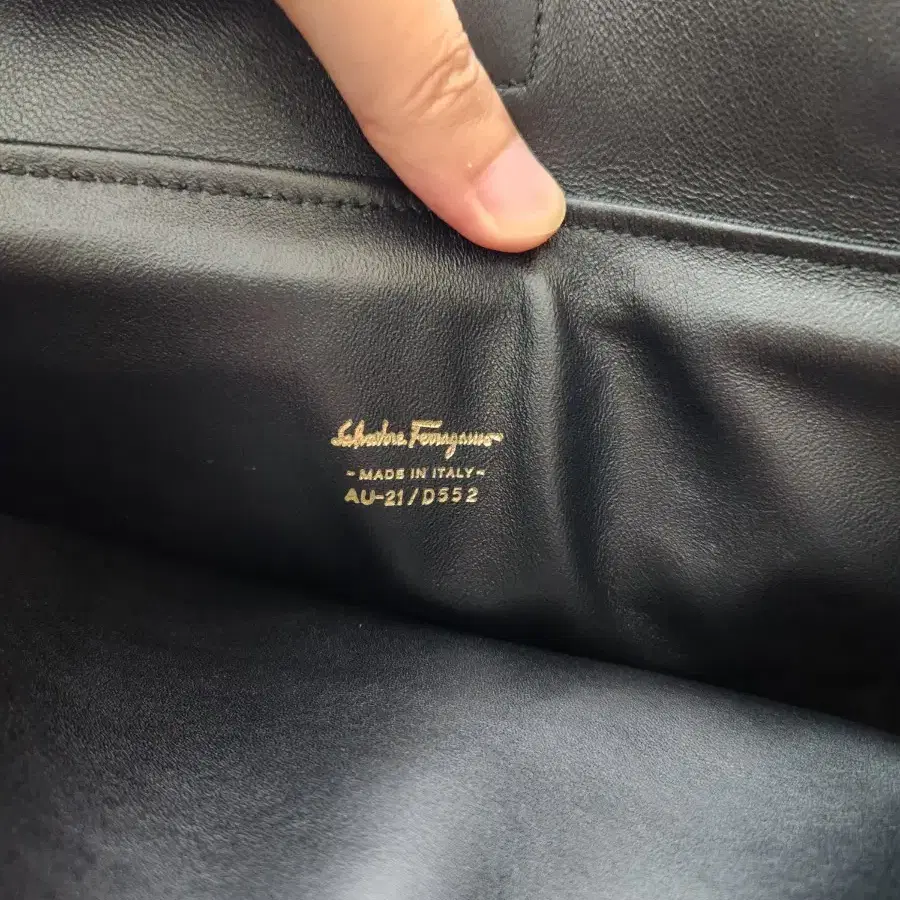 Salvatore Ferragamo
- MADE IN ITALY -
AU-21/D552